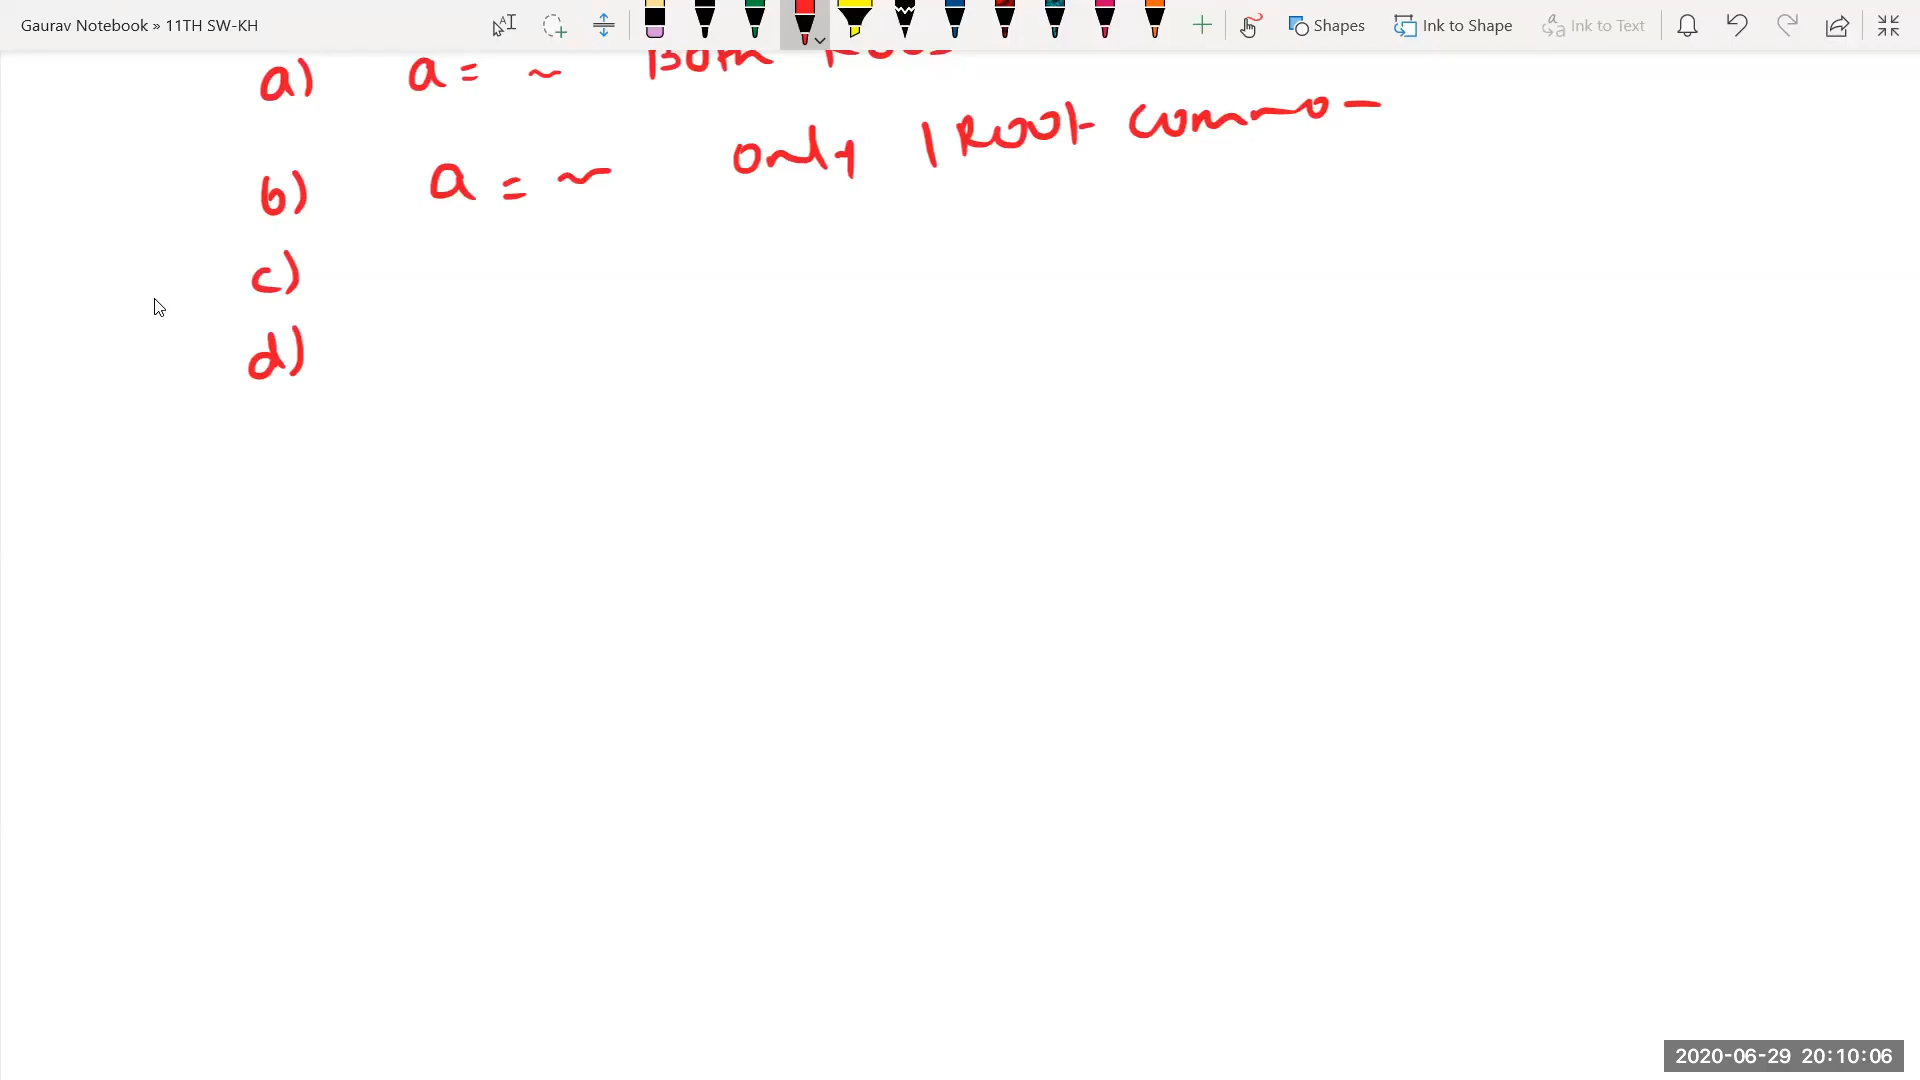 Gaurav Notebook » 11TH SW-KH
Shapes
Ink to Shape
Ink to Text
a) a = ~ Both
b) a = ~ only 1 Root common
c)
d)
2020-06-29 20:10:06